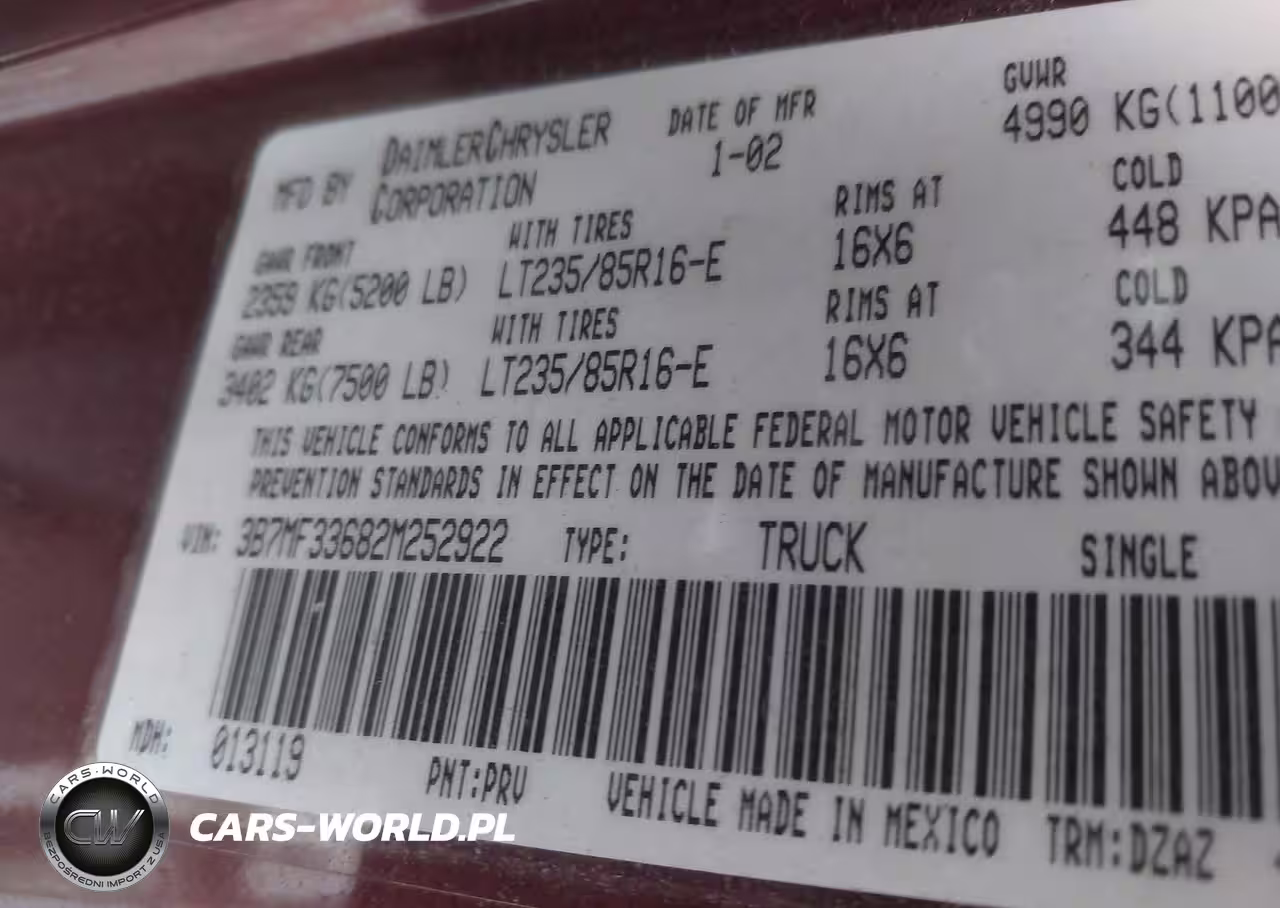 MFD BY DAIMLERCHRYSLER CORPORATION DATE OF MFR 1-02 GVWR 4990 KG(1100
GAWR FRONT WITH TIRES RIMS AT COLD
2359 KG(5200 LB) LT235/85R16-E 16X6 448 KPA
GAWR REAR WITH TIRES RIMS AT COLD
3402 KG(7500 LB) LT235/85R16-E 16X6 344 KPA
THIS VEHICLE CONFORMS TO ALL APPLICABLE FEDERAL MOTOR VEHICLE SAFETY
PREVENTION STANDARDS IN EFFECT ON THE DATE OF MANUFACTURE SHOWN ABOV
VIN: 3B7MF33682M252922 TYPE: TRUCK SINGLE
MDH: 013119 PNT:PRV VEHICLE MADE IN MEXICO TRM:DZAZ
CARS-WORLD
CW
BEZPOŚREDNI IMPORT Z USA
CARS-WORLD.PL